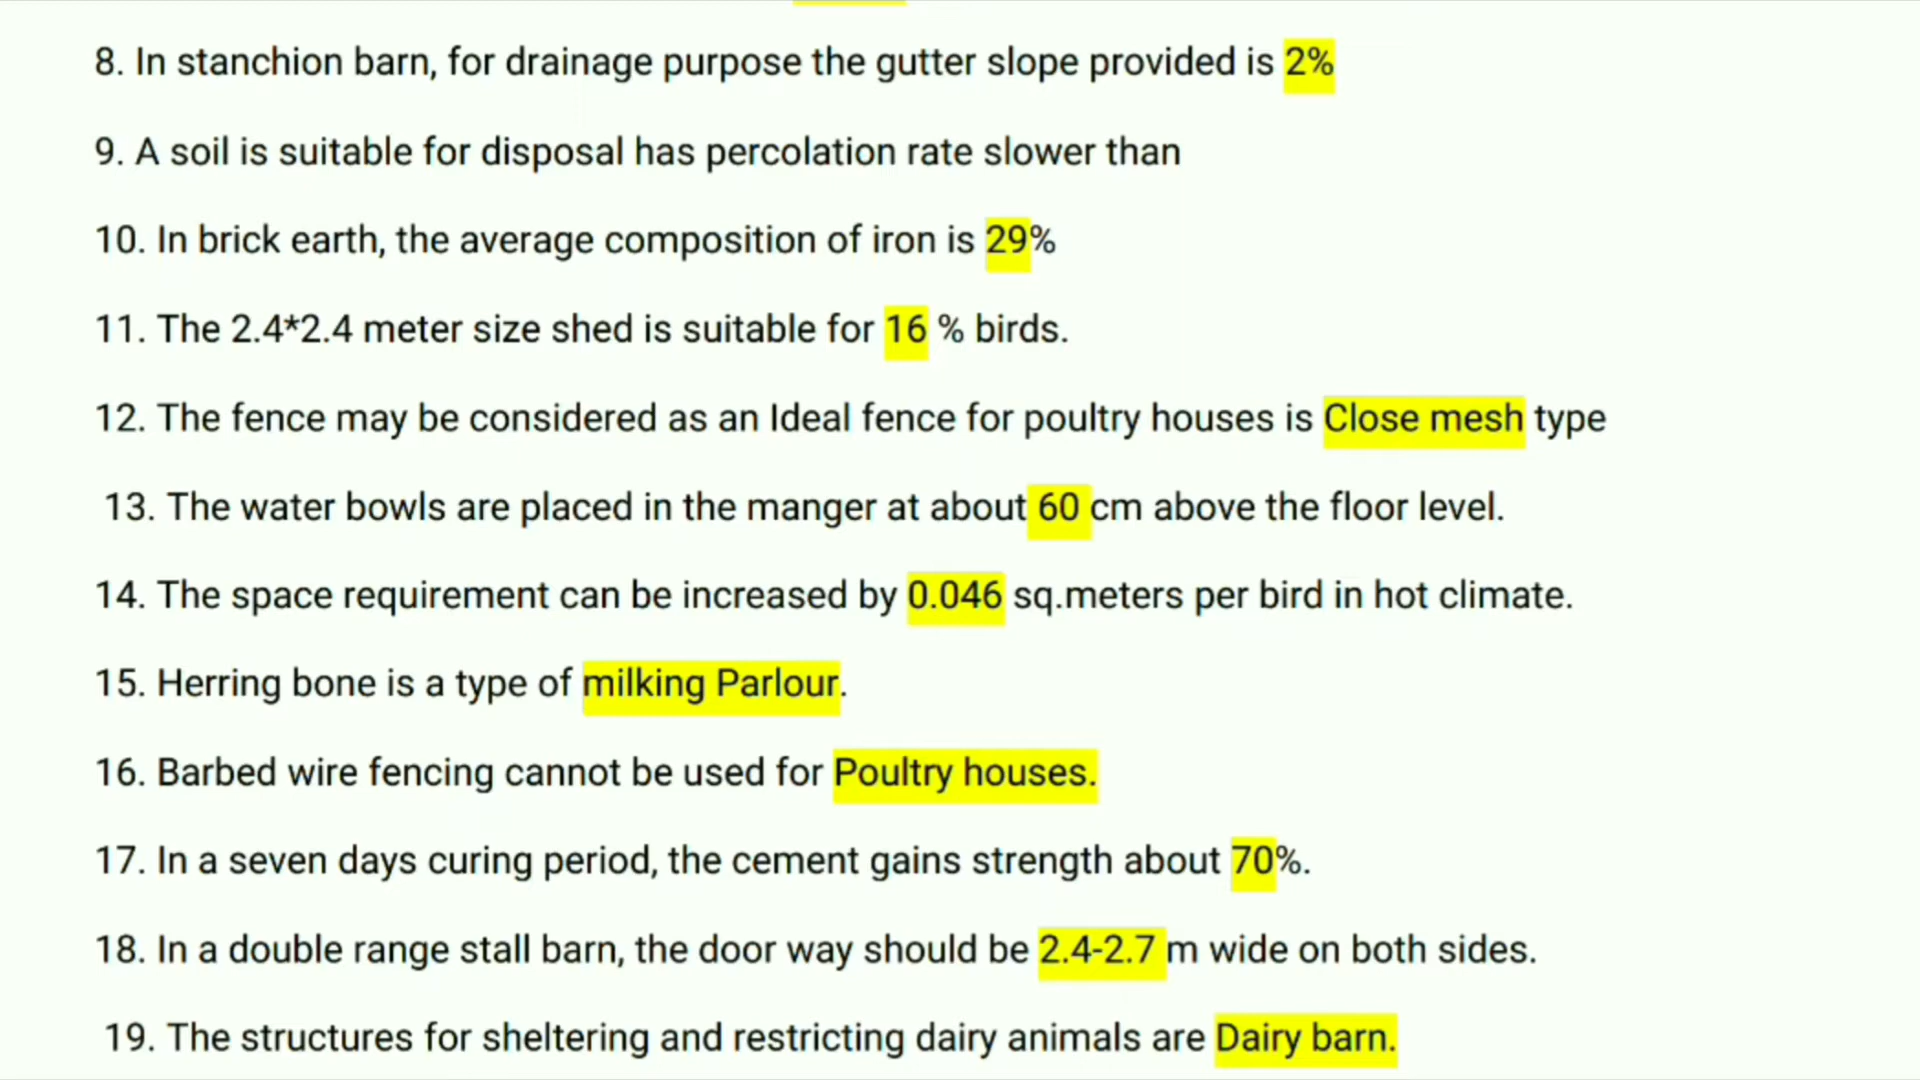 8. In stanchion barn, for drainage purpose the gutter slope provided is 2%
9. A soil is suitable for disposal has percolation rate slower than
10. In brick earth, the average composition of iron is 29%
11. The 2.4*2.4 meter size shed is suitable for 16 % birds.
12. The fence may be considered as an Ideal fence for poultry houses is Close mesh type
13. The water bowls are placed in the manger at about 60 cm above the floor level.
14. The space requirement can be increased by 0.046 sq.meters per bird in hot climate.
15. Herring bone is a type of milking Parlour.
16. Barbed wire fencing cannot be used for Poultry houses.
17. In a seven days curing period, the cement gains strength about 70%.
18. In a double range stall barn, the door way should be 2.4-2.7 m wide on both sides.
19. The structures for sheltering and restricting dairy animals are Dairy barn.